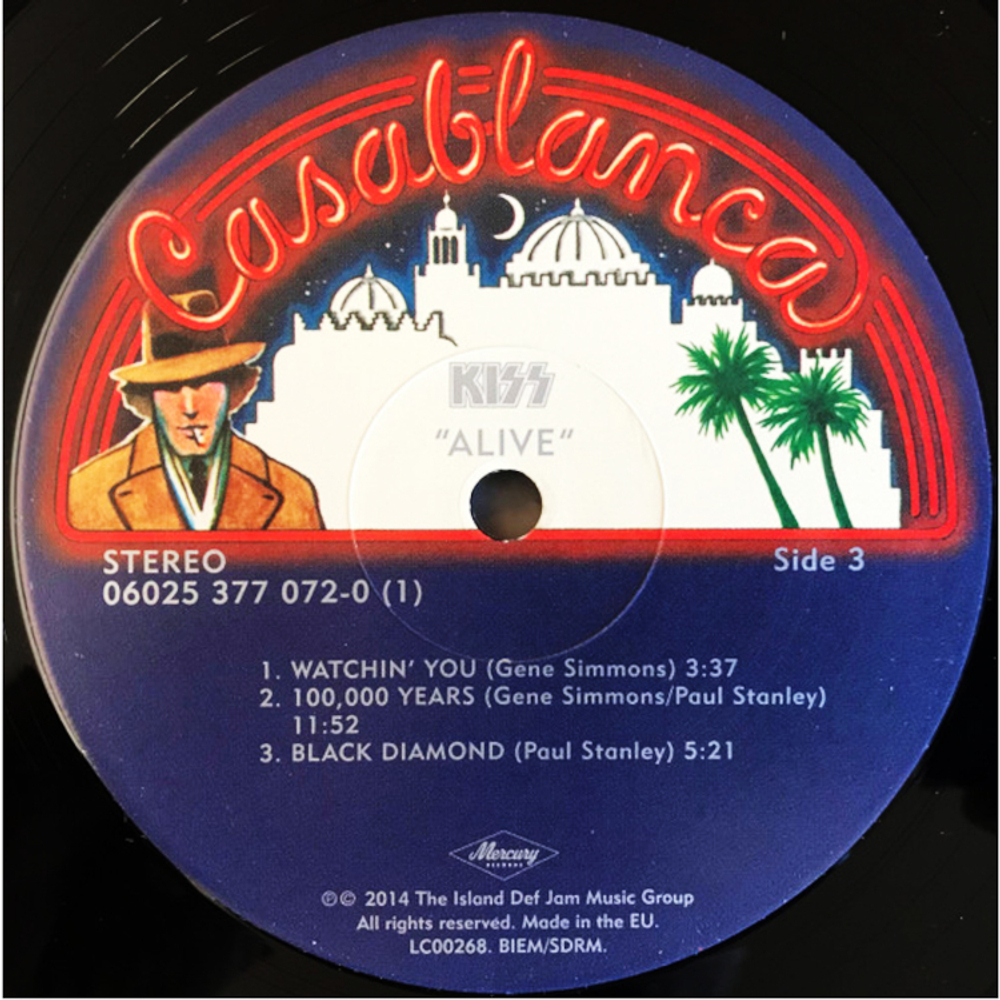 Casablanca
KISS
"ALIVE"
STEREO
Side 3
06025 377 072-0 (1)
1. WATCHIN' YOU (Gene Simmons) 3:37
2. 100,000 YEARS (Gene Simmons/Paul Stanley)
11:52
3. BLACK DIAMOND (Paul Stanley) 5:21
Mercury
RECORDS
℗© 2014 The Island Def Jam Music Group
All rights reserved. Made in the EU.
LC00268. BIEM/SDRM.